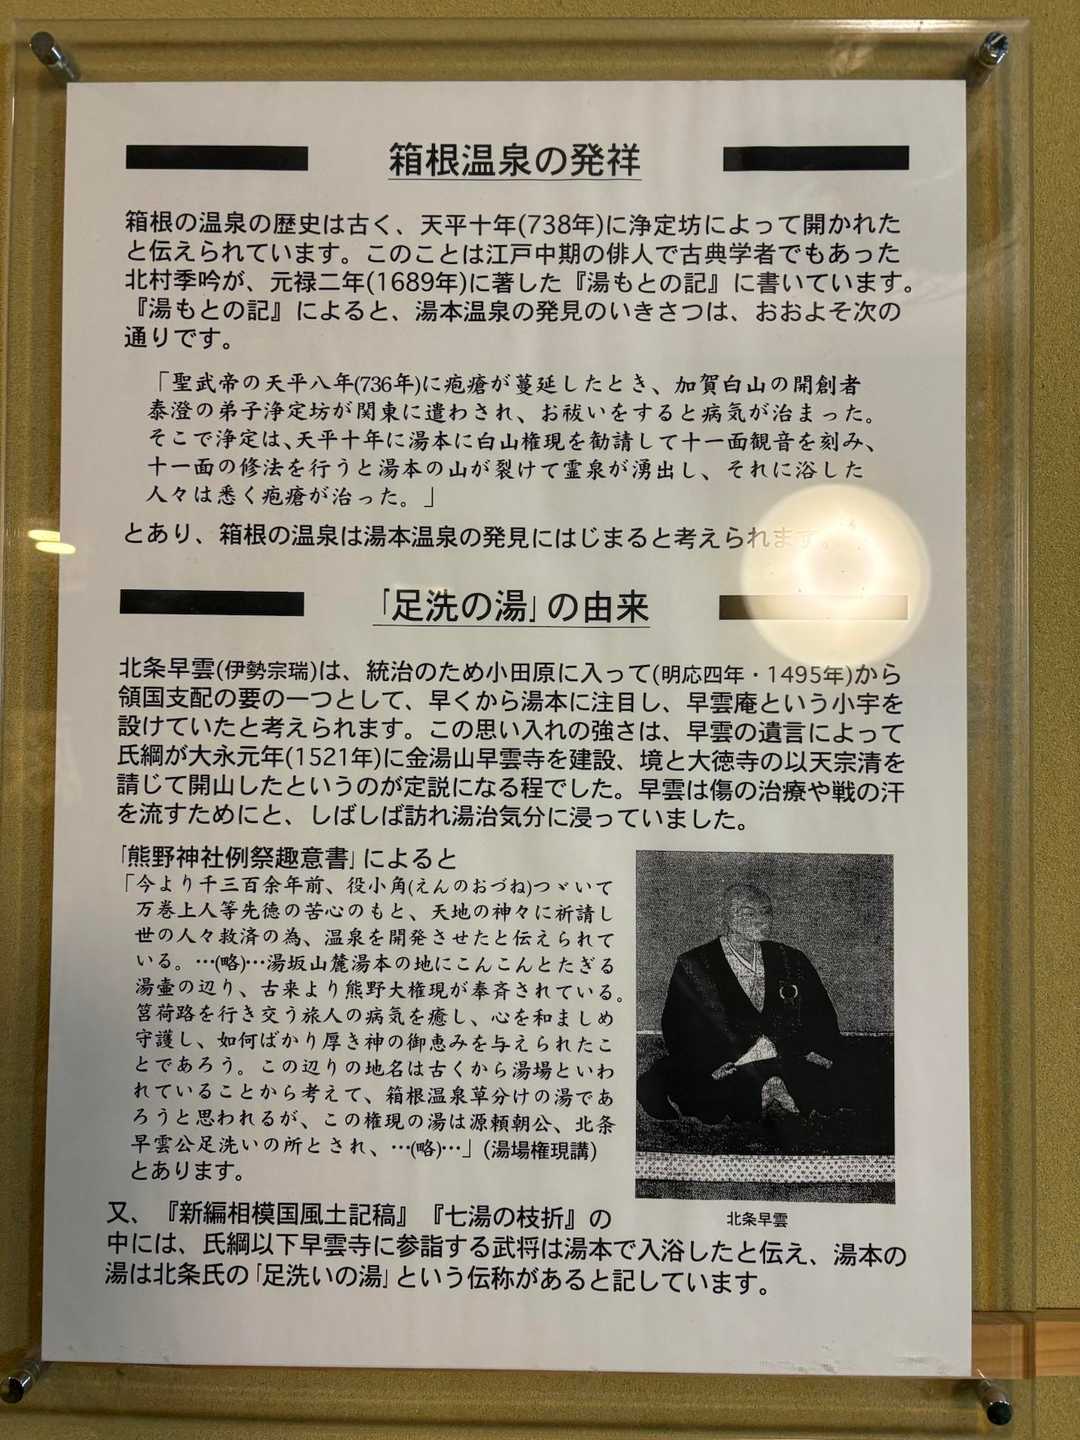 箱根温泉の発祥
箱根の温泉の歴史は古く、天平十年(738年)に浄定坊によって開かれた
と伝えられています。このことは江戸中期の俳人で古典学者でもあった
北村季吟が、元禄二年(1689年)に著した『湯もとの記』に書いています。
『湯もとの記』によると、湯本温泉の発見のいきさつは、おおよそ次の
通りです。
「聖武帝の天平八年(736年)に疱瘡が蔓延したとき、加賀白山の開創者
泰澄の弟子浄定坊が関東に遣わされ、お祓いをすると病気が治まった。
そこで浄定は、天平十年に湯本に白山権現を勧請して十一面観音を刻み、
十一面の修法を行うと湯本の山が裂けて霊泉が湧出し、それに浴した
人々は悉く疱瘡が治った。」
とあり、箱根の温泉は湯本温泉の発見にはじまると考えられます。
「足洗の湯」の由来
北条早雲(伊勢宗瑞)は、統治のため小田原に入って(明応四年・1495年)から
領国支配の要の一つとして、早くから湯本に注目し、早雲庵という小宇を
設けていたと考えられます。この思い入れの強さは、早雲の遺言によって
氏綱が大永元年(1521年)に金湯山早雲寺を建設、境と大徳寺の以天宗清を
請じて開山したというのが定説になる程でした。早雲は傷の治療や戦の汗
を流すためにと、しばしば訪れ湯治気分に浸っていました。
「熊野神社例祭趣意書」によると
「今より千三百余年前、役小角(えんのおづね)つゞいて
万巻上人等先徳の苦心のもと、天地の神々に祈請し
世の人々救済の為、温泉を開発させたと伝えられて
いる。…(略)…湯坂山麓湯本の地にこんこんとたぎる
湯壷の辺り、古来より熊野大権現が奉斉されている。
筥荷路を行き交う旅人の病気を癒し、心を和ましめ
守護し、如何ばかり厚き神の御恵みを与えられたこ
とであろう。この辺りの地名は古くから湯場といわ
れていることから考えて、箱根温泉草分けの湯であ
ろうと思われるが、この権現の湯は源頼朝公、北条
早雲公足洗いの所とされ、…(略)…」(湯場権現講)
とあります。
北条早雲
又、『新編相模国風土記稿』『七湯の枝折』の
中には、氏綱以下早雲寺に参詣する武将は湯本で入浴したと伝え、湯本の
湯は北条氏の「足洗いの湯」という伝称があると記しています。